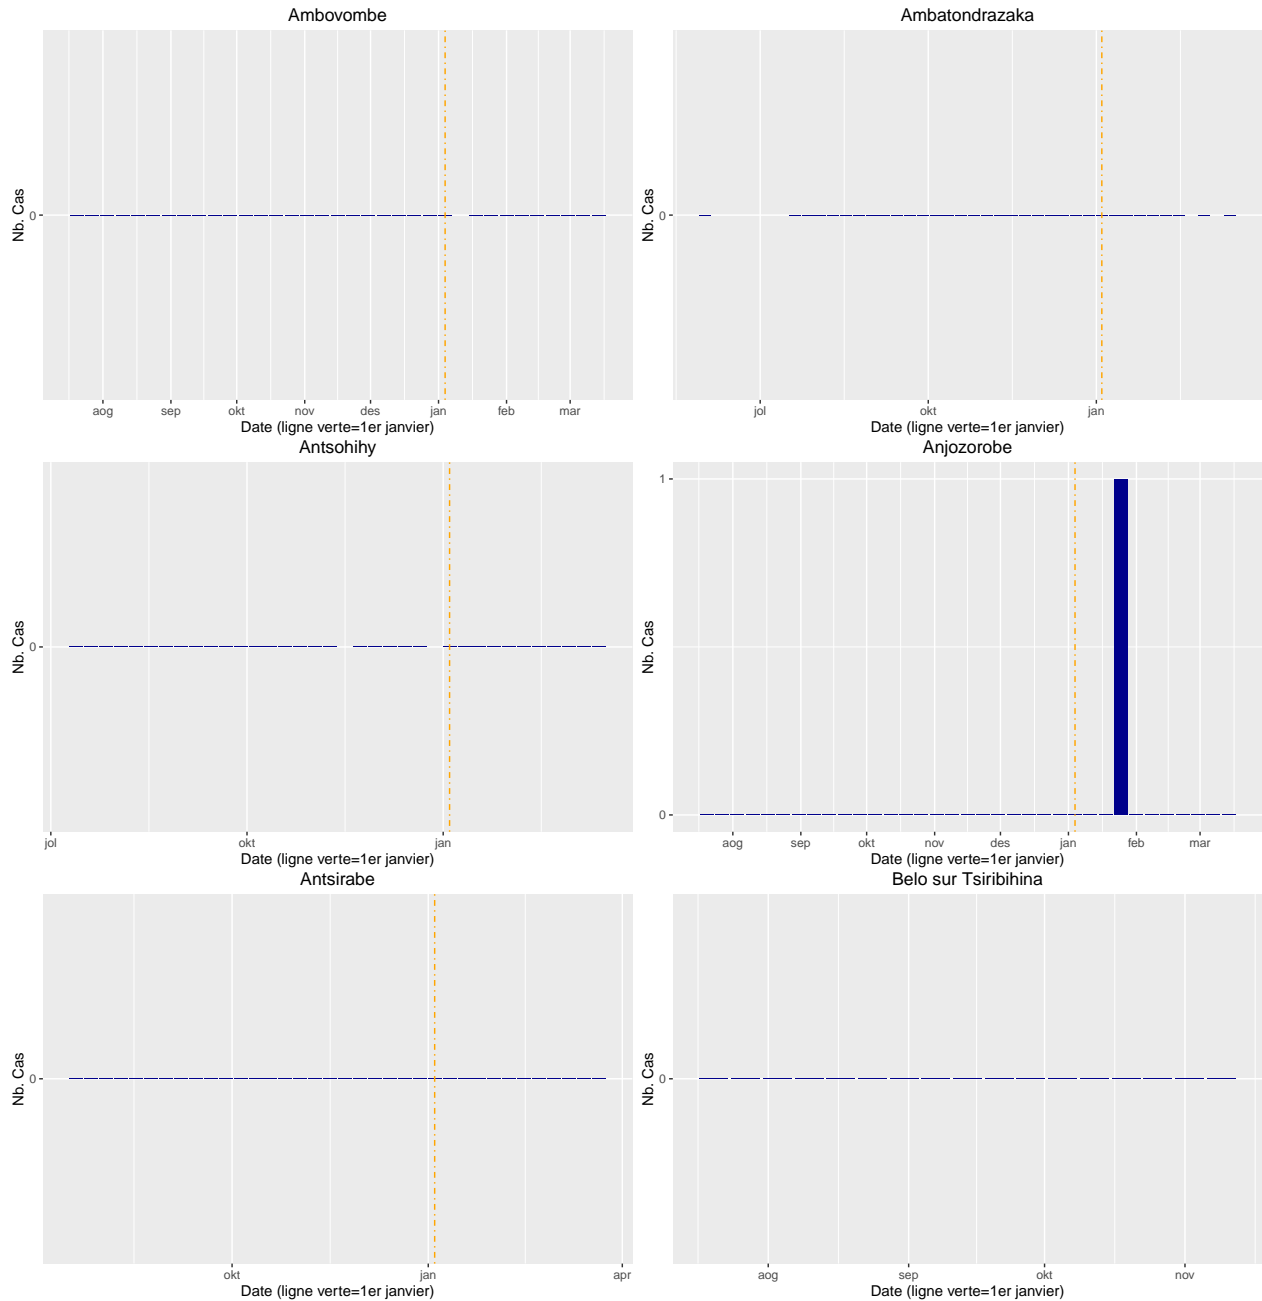 Ambovombe
Nb. Cas
0
aog sep okt nov des jan feb mar
Date (ligne verte=1er janvier)
Ambatondrazaka
Nb. Cas
0
jol okt jan
Date (ligne verte=1er janvier)
Antsohihy
Nb. Cas
0
jol okt jan
Date (ligne verte=1er janvier)
Anjozorobe
Nb. Cas
1
0
aog sep okt nov des jan feb mar
Date (ligne verte=1er janvier)
Antsirabe
Nb. Cas
0
okt jan apr
Date (ligne verte=1er janvier)
Belo sur Tsiribihina
Nb. Cas
0
aog sep okt nov
Date (ligne verte=1er janvier)